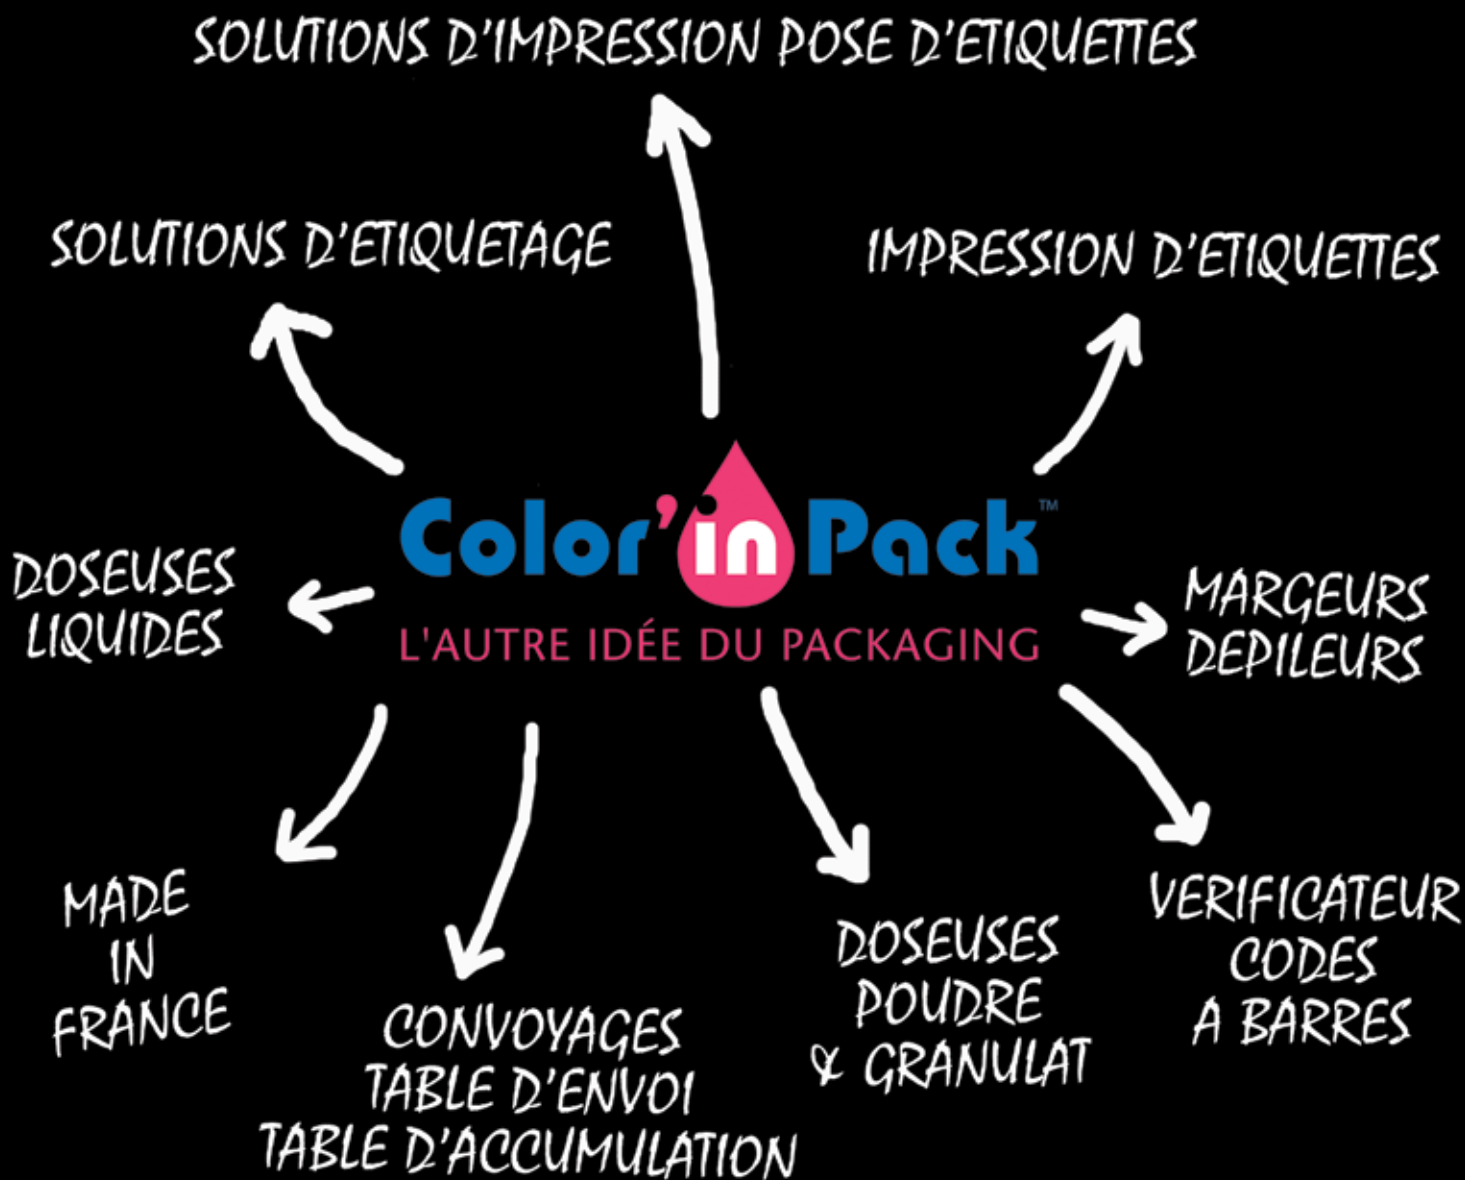 SOLUTIONS D'IMPRESSION POSE D'ETIQUETTES
SOLUTIONS D'ETIQUETAGE
IMPRESSION D'ETIQUETTES
Color'in Pack™
L'AUTRE IDÉE DU PACKAGING
DOSEUSES
LIQUIDES
MARGEURS
DEPILEURS
MADE
IN
FRANCE
CONVOYAGES
TABLE D'ENVOI
TABLE D'ACCUMULATION
DOSEUSES
POUDRE
& GRANULAT
VERIFICATEUR
CODES
A BARRES